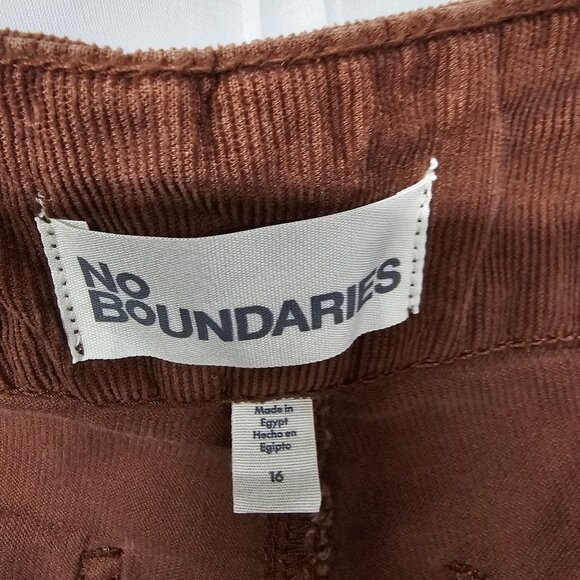 No
BoUNDARIES
Made in
Egypt
Hecho en
Egipto
16